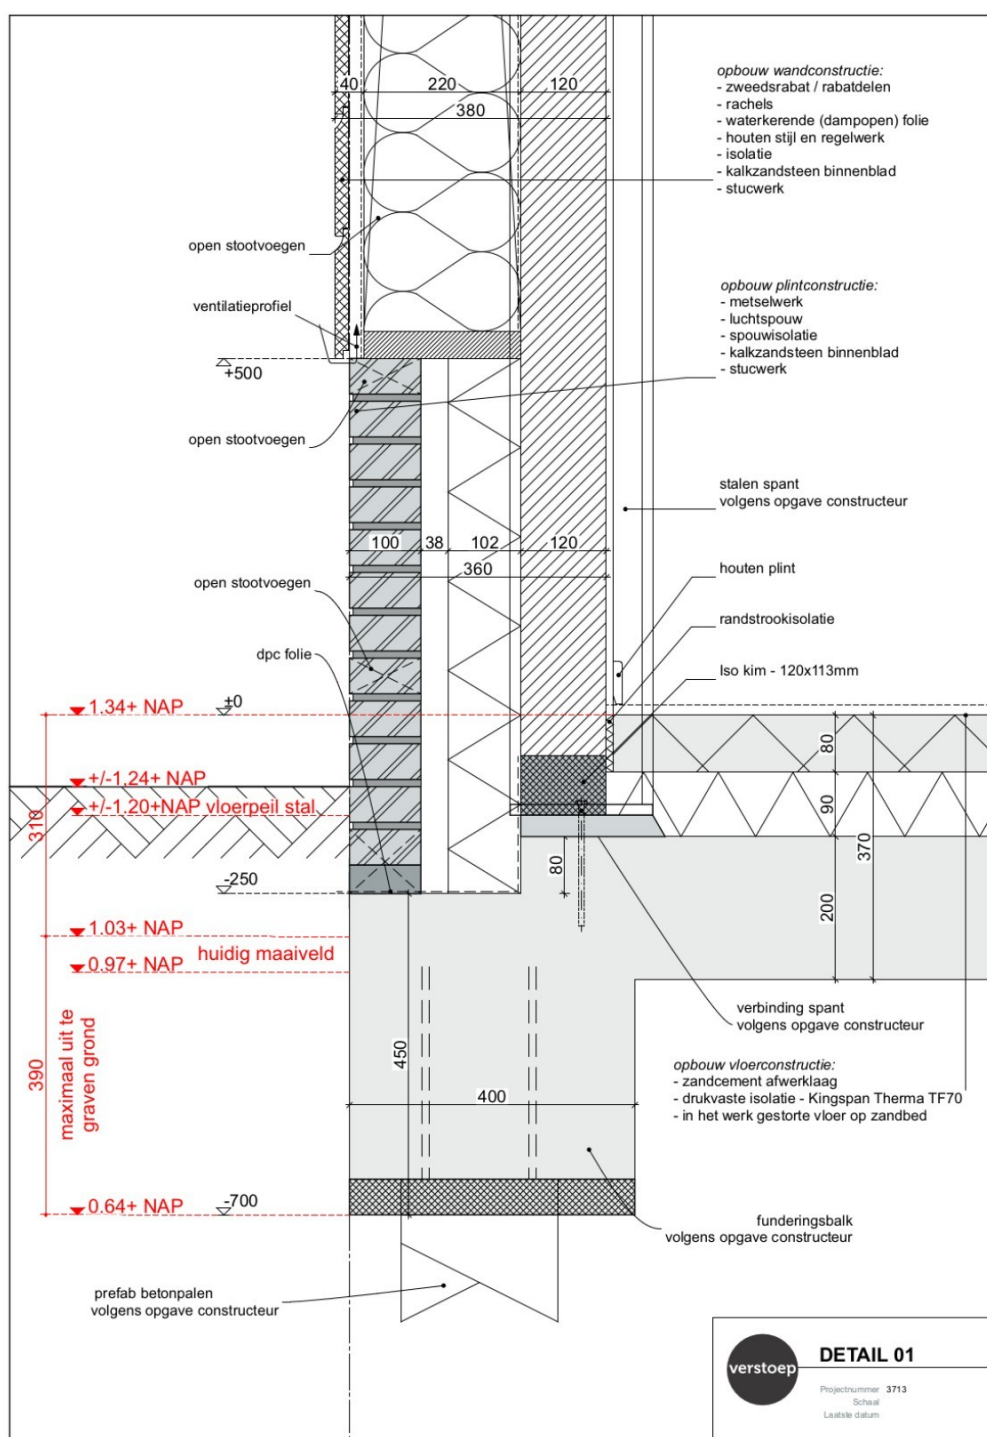 opbouw wandconstructie:
- zweedsrabat / rabatdelen
- rachels
- waterkerende (dampopen) folie
- houten stijl en regelwerk
- isolatie
- kalkzandsteen binnenblad
- stucwerk
40 220 120
380
open stootvoegen
opbouw plintconstructie:
- metselwerk
- luchtspouw
- spouwisolatie
- kalkzandsteen binnenblad
- stucwerk
ventilatieprofiel
+500
open stootvoegen
stalen spant
volgens opgave constructeur
100 38 102 120
360
houten plint
open stootvoegen
randstrookisolatie
dpc folie
Iso kim - 120x113mm
1.34+ NAP
±0
80
+/-1,24+ NAP
+/-1.20+NAP vloerpeil stal
310
90
370
80
-250
200
1.03+ NAP
huidig maaiveld
0.97+ NAP
verbinding spant
volgens opgave constructeur
maximaal uit te
graven grond
390
450
opbouw vloerconstructie:
- zandcement afwerklaag
- drukvaste isolatie - Kingspan Therma TF70
- in het werk gestorte vloer op zandbed
400
0.64+ NAP
-700
funderingsbalk
volgens opgave constructeur
prefab betonpalen
volgens opgave constructeur
verstoep
DETAIL 01
Projectnummer 3713
Schaal
Laatste datum